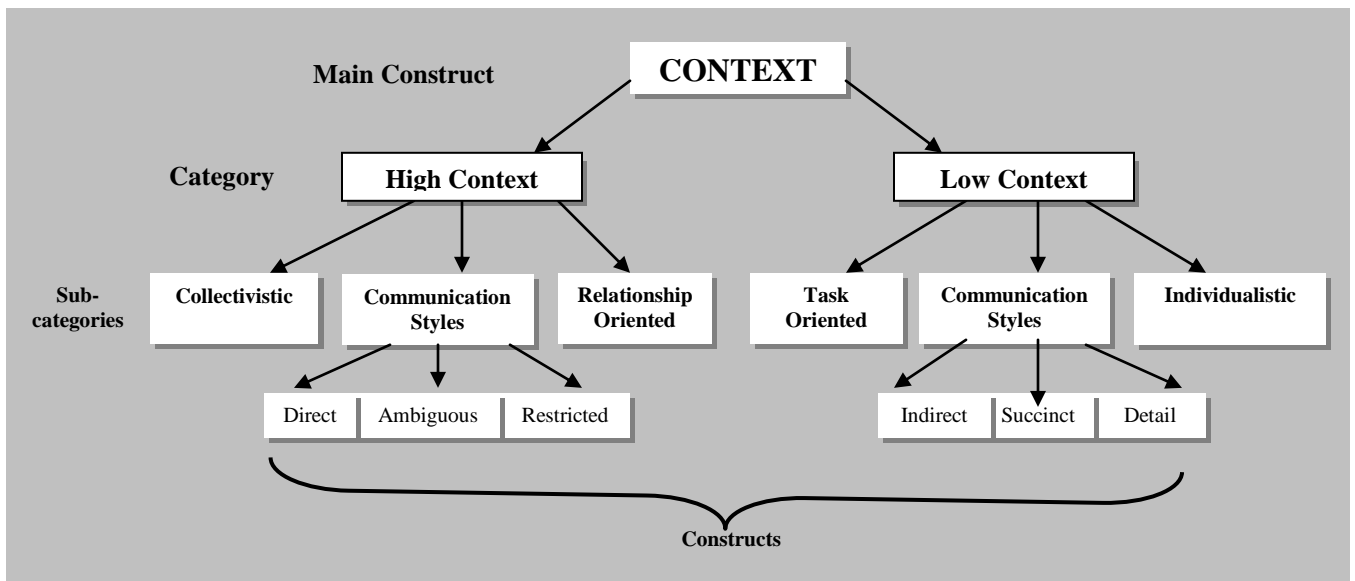 Main Construct
CONTEXT
Category
High Context
Low Context
Sub-
categories
Collectivistic
Communication
Styles
Relationship
Oriented
Task
Oriented
Communication
Styles
Individualistic
Direct
Ambiguous
Restricted
Indirect
Succinct
Detail
Constructs